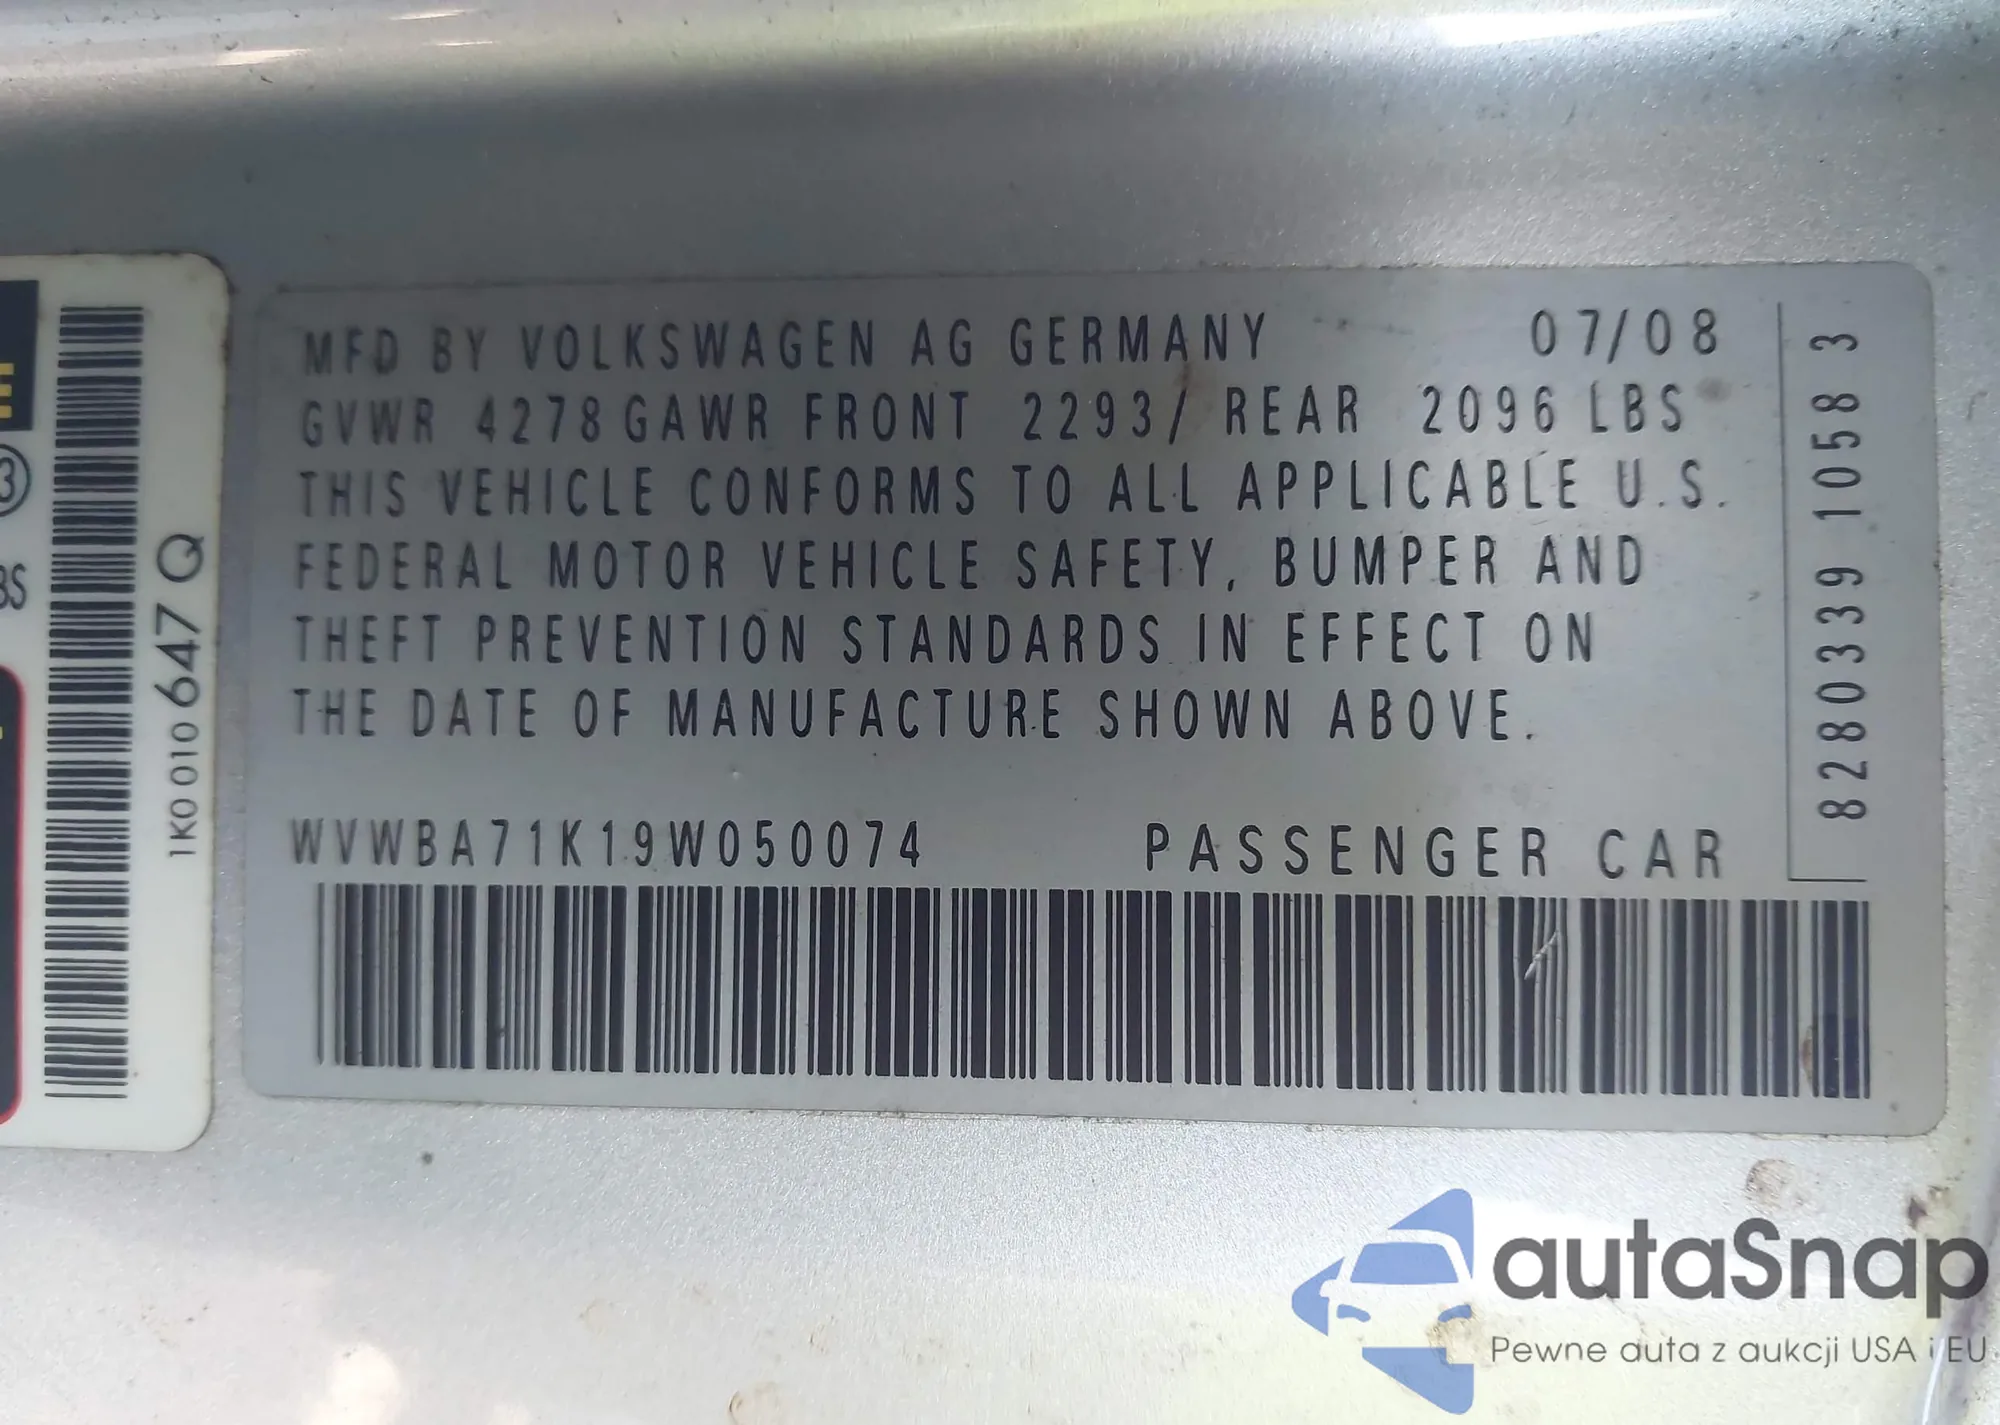 MFD BY VOLKSWAGEN AG GERMANY 07/08
GVWR 4278 GAWR FRONT 2293/ REAR 2096 LBS
THIS VEHICLE CONFORMS TO ALL APPLICABLE U.S.
FEDERAL MOTOR VEHICLE SAFETY, BUMPER AND
THEFT PREVENTION STANDARDS IN EFFECT ON
THE DATE OF MANUFACTURE SHOWN ABOVE.
WVWBA71K19W050074 PASSENGER CAR
8280339 1058 3
1K0 010 647 Q
3
BS
autaSnap
Pewne auta z aukcji USA i EU